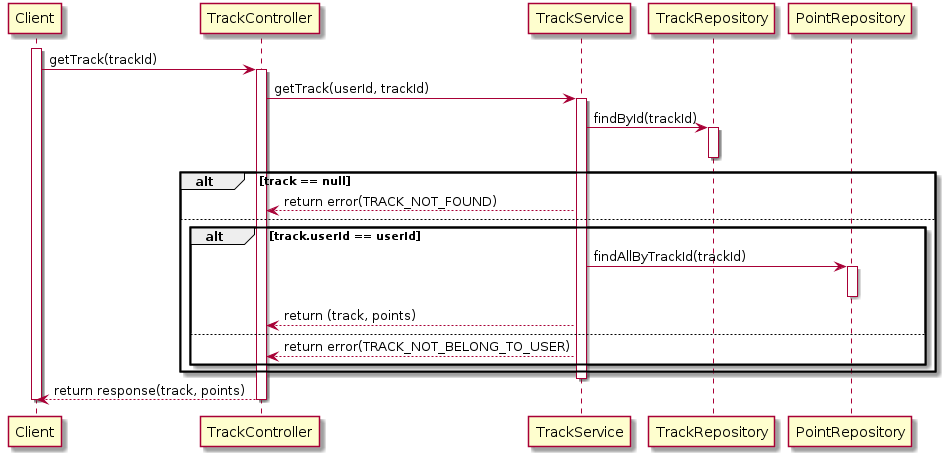 Client TrackController TrackService TrackRepository PointRepository
getTrack(trackId)
getTrack(userId, trackId)
findById(trackId)
alt [track == null]
return error(TRACK_NOT_FOUND)
alt [track.userId == userId]
findAllByTrackId(trackId)
return (track, points)
return error(TRACK_NOT_BELONG_TO_USER)
return response(track, points)
Client TrackController TrackService TrackRepository PointRepository